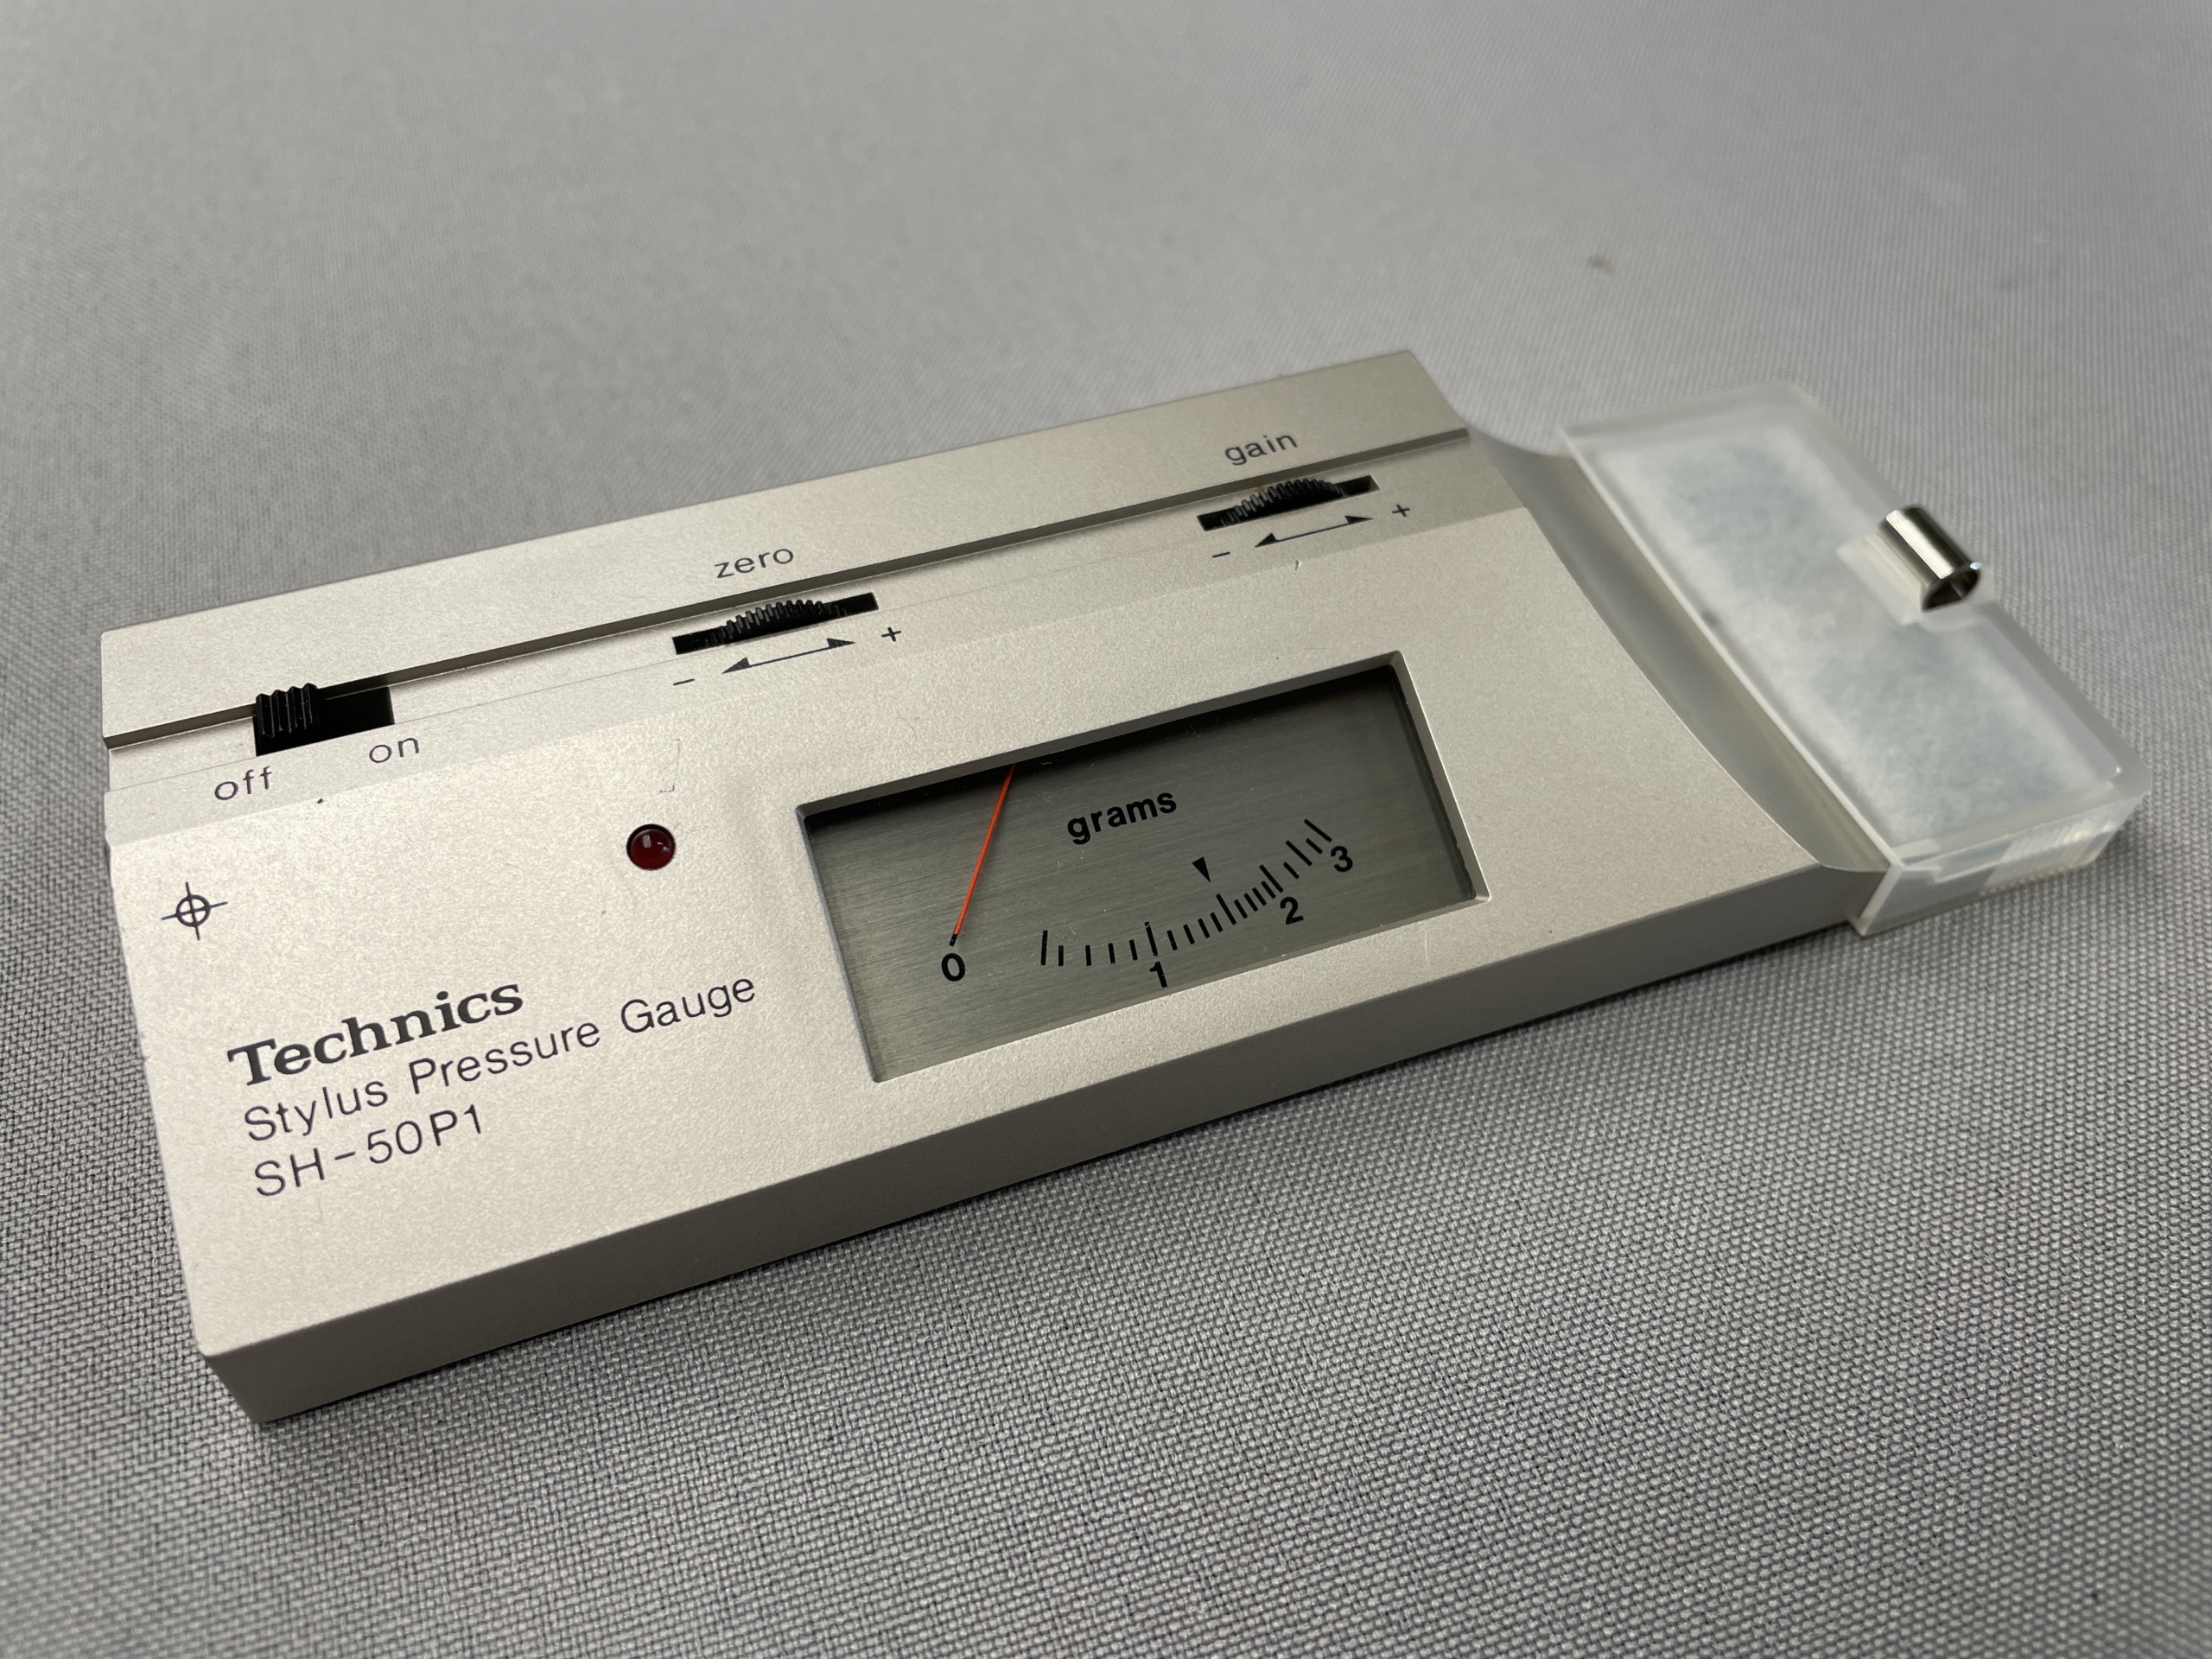 gain
- +
zero
- +
off on
grams
0 1 2 3
Technics
Stylus Pressure Gauge
SH-50P1